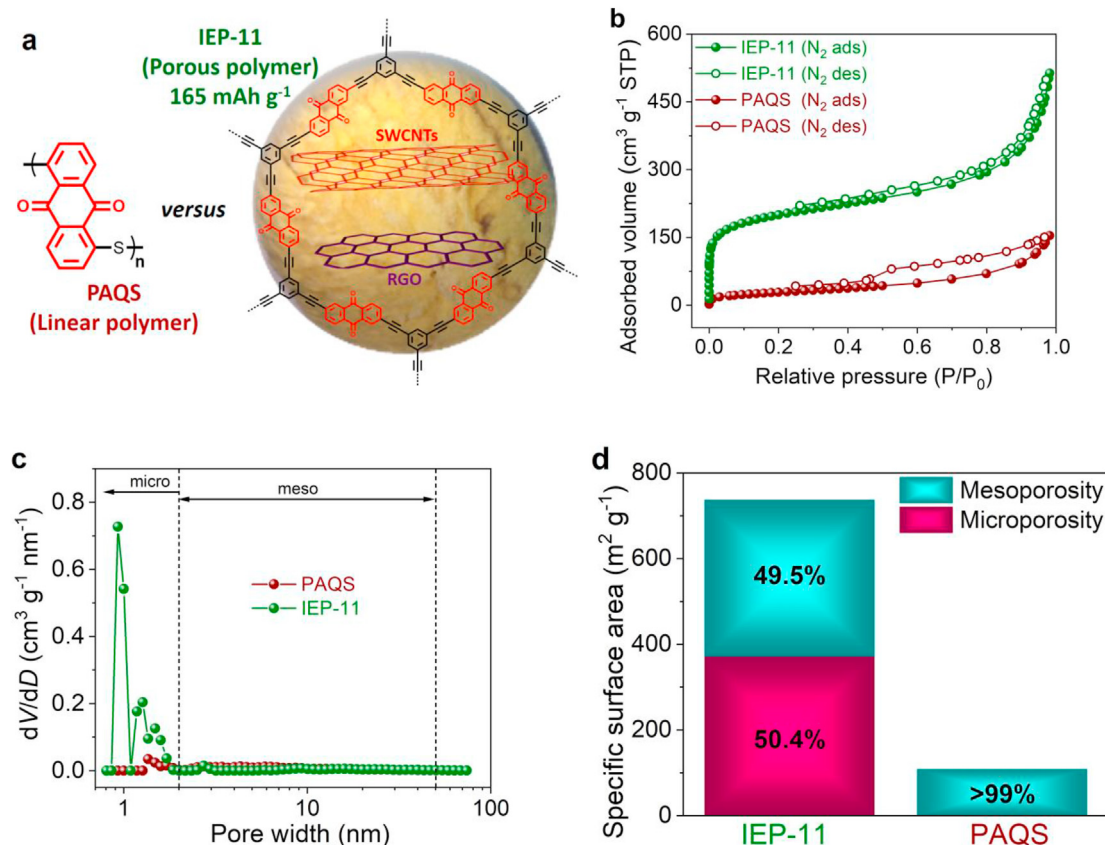 a
IEP-11
(Porous polymer)
165 mAh g⁻¹
SWCNTs
O
O
S
n
versus
RGO
PAQS
(Linear polymer)
b
600
450
300
150
0
Adsorbed volume (cm³ g⁻¹ STP)
IEP-11 (N₂ ads)
IEP-11 (N₂ des)
PAQS (N₂ ads)
PAQS (N₂ des)
0.0 0.2 0.4 0.6 0.8 1.0
Relative pressure (P/P₀)
c
micro
meso
0.8
0.6
0.4
0.2
0.0
dV/dD (cm³ g⁻¹ nm⁻¹)
PAQS
IEP-11
1 10 100
Pore width (nm)
d
800
600
400
200
0
Specific surface area (m² g⁻¹)
Mesoporosity
Microporosity
49.5%
50.4%
>99%
IEP-11 PAQS